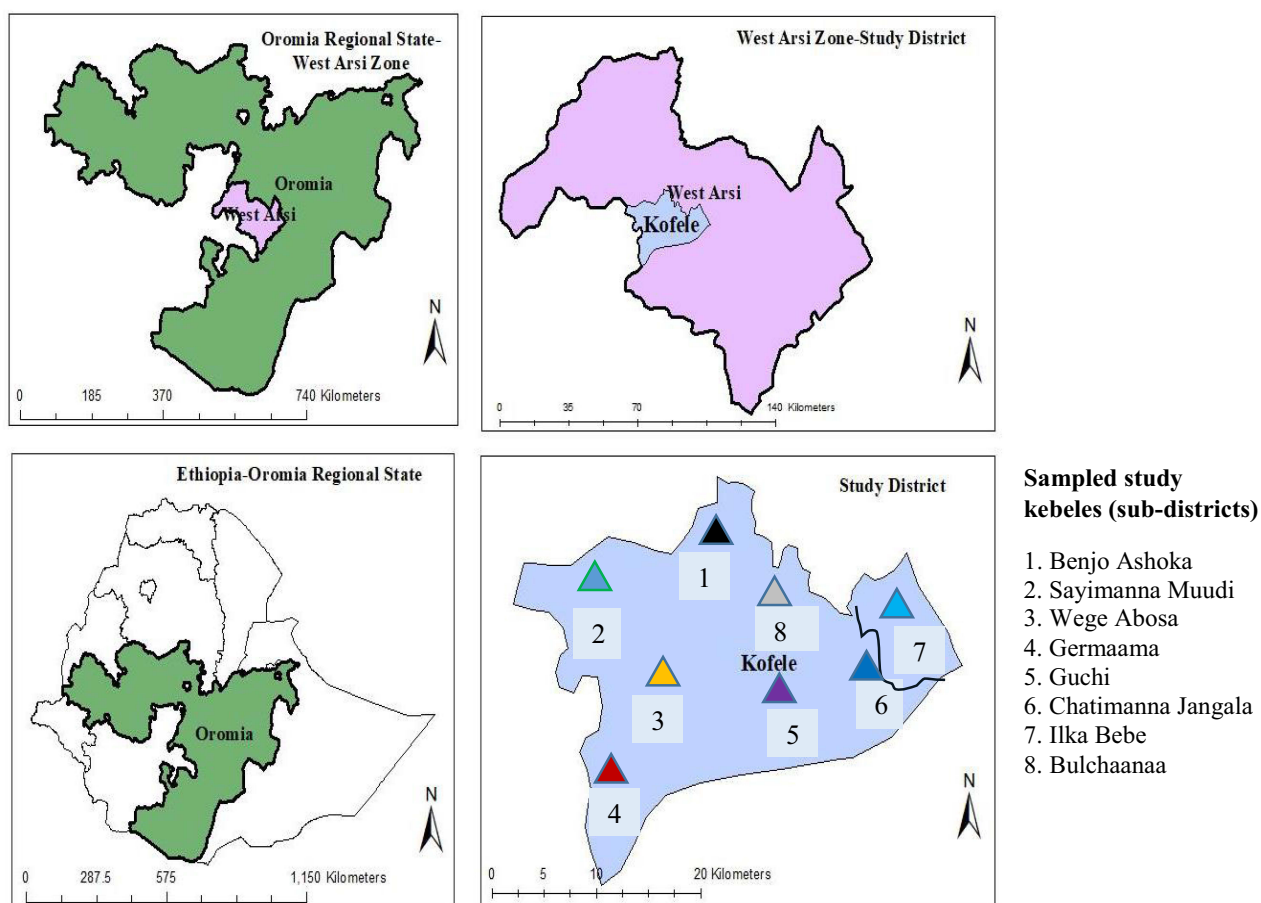 Oromia Regional State-
West Arsi Zone
Oromia
West Arsi
N
0 185 370 740 Kilometers
West Arsi Zone-Study District
West Arsi
Kofele
N
0 35 70 140 Kilometers
Ethiopia-Oromia Regional State
Oromia
N
0 287.5 575 1,150 Kilometers
Study District
1
2
8
7
Kofele
3
5
6
4
N
0 5 10 20 Kilometers
Sampled study
kebeles (sub-districts)
1. Benjo Ashoka
2. Sayimanna Muudi
3. Wege Abosa
4. Germaama
5. Guchi
6. Chatimanna Jangala
7. Ilka Bebe
8. Bulchaanaa